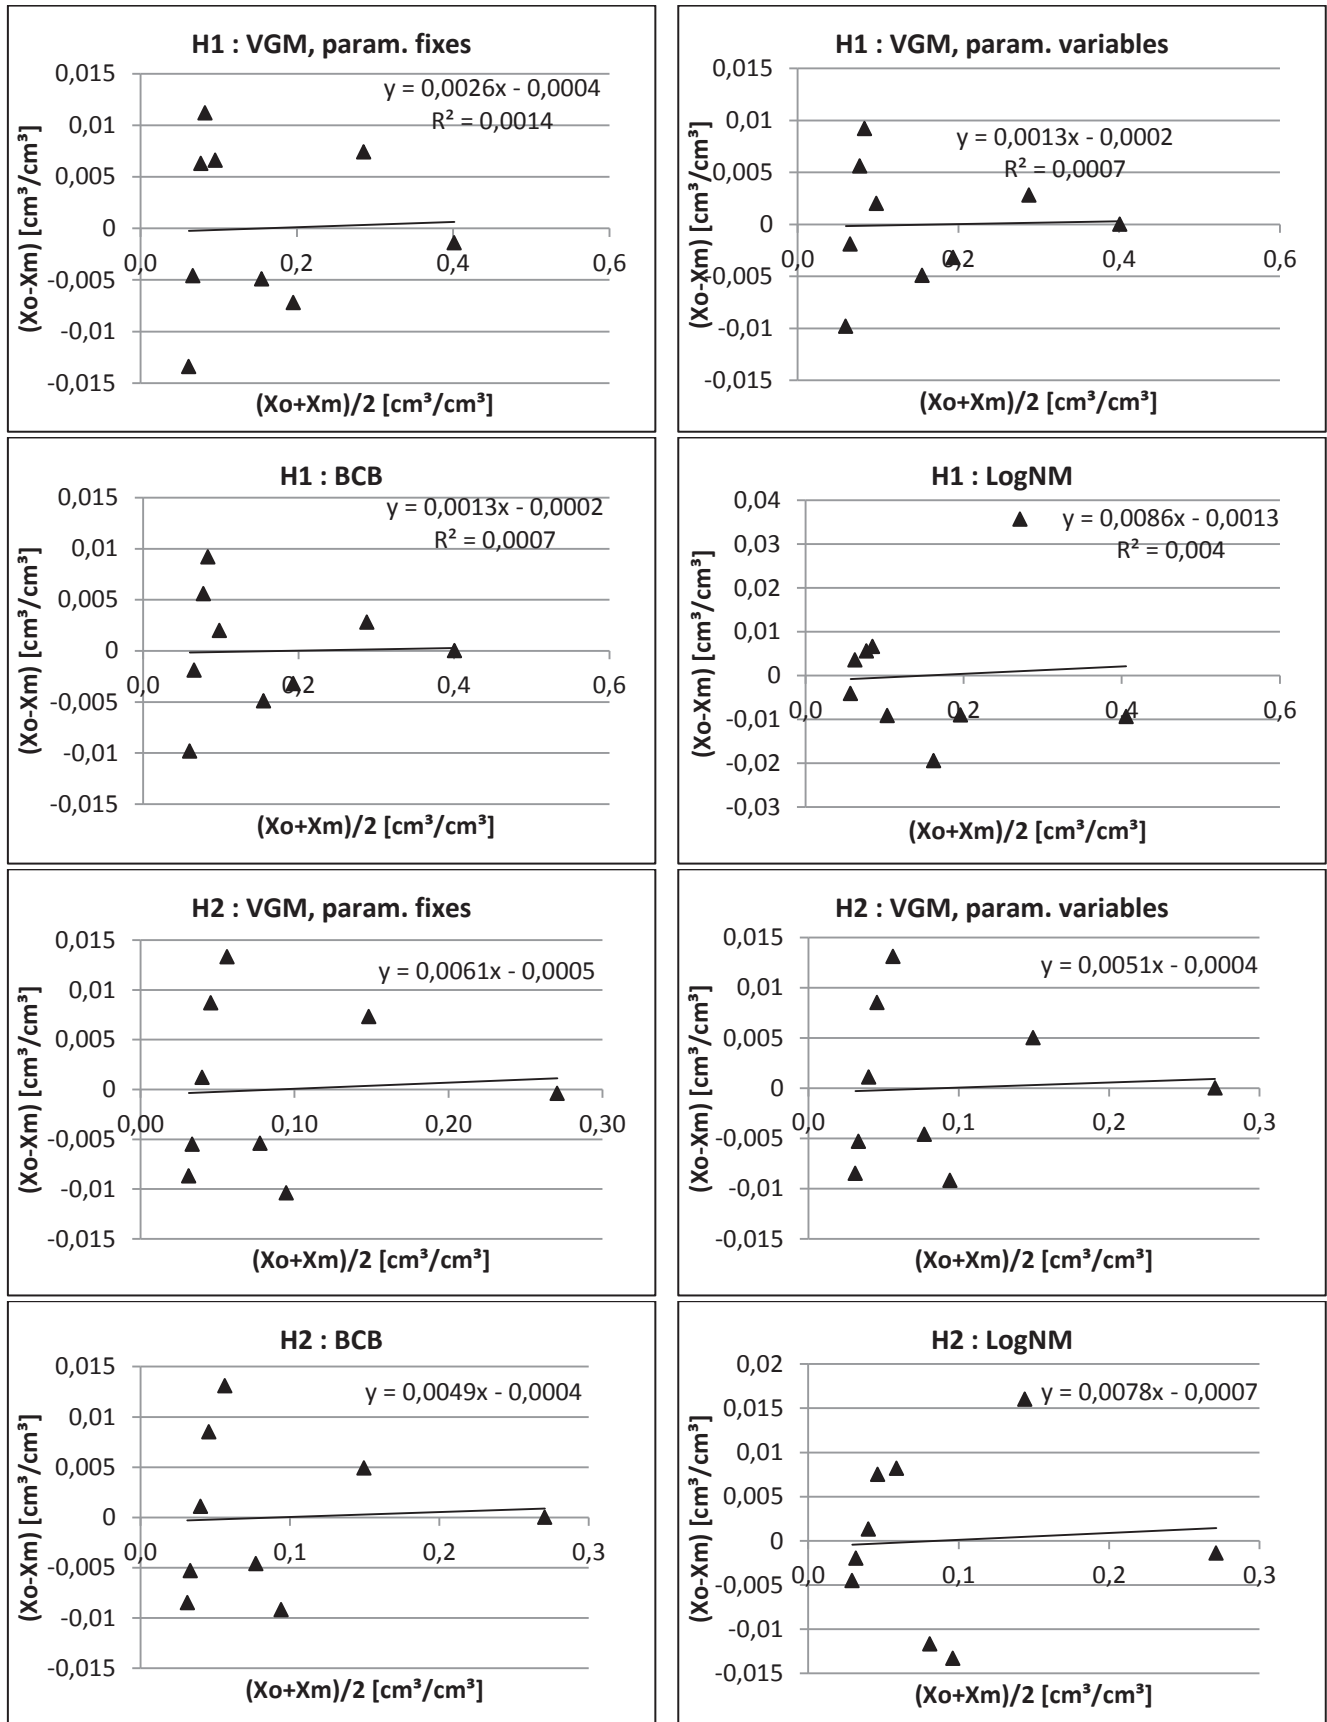 H1 : VGM, param. fixes
0,015
0,01
0,005
0
-0,005
-0,01
-0,015
0,0
0,2
0,4
0,6
y = 0,0026x - 0,0004
R² = 0,0014
(Xo-Xm) [cm³/cm³]
(Xo+Xm)/2 [cm³/cm³]
H1 : VGM, param. variables
0,015
0,01
0,005
0
-0,005
-0,01
-0,015
0,0
0,2
0,4
0,6
y = 0,0013x - 0,0002
R² = 0,0007
(Xo-Xm) [cm³/cm³]
(Xo+Xm)/2 [cm³/cm³]
H1 : BCB
0,015
0,01
0,005
0
-0,005
-0,01
-0,015
0,0
0,2
0,4
0,6
y = 0,0013x - 0,0002
R² = 0,0007
(Xo-Xm) [cm³/cm³]
(Xo+Xm)/2 [cm³/cm³]
H1 : LogNM
0,04
0,03
0,02
0,01
0
-0,01
-0,02
-0,03
0,0
0,2
0,4
0,6
y = 0,0086x - 0,0013
R² = 0,004
(Xo-Xm) [cm³/cm³]
(Xo+Xm)/2 [cm³/cm³]
H2 : VGM, param. fixes
0,015
0,01
0,005
0
-0,005
-0,01
-0,015
0,00
0,10
0,20
0,30
y = 0,0061x - 0,0005
(Xo-Xm) [cm³/cm³]
(Xo+Xm)/2 [cm³/cm³]
H2 : VGM, param. variables
0,015
0,01
0,005
0
-0,005
-0,01
-0,015
0,0
0,1
0,2
0,3
y = 0,0051x - 0,0004
(Xo-Xm) [cm³/cm³]
(Xo+Xm)/2 [cm³/cm³]
H2 : BCB
0,015
0,01
0,005
0
-0,005
-0,01
-0,015
0,0
0,1
0,2
0,3
y = 0,0049x - 0,0004
(Xo-Xm) [cm³/cm³]
(Xo+Xm)/2 [cm³/cm³]
H2 : LogNM
0,02
0,015
0,01
0,005
0
-0,005
-0,01
-0,015
0,0
0,1
0,2
0,3
y = 0,0078x - 0,0007
(Xo-Xm) [cm³/cm³]
(Xo+Xm)/2 [cm³/cm³]